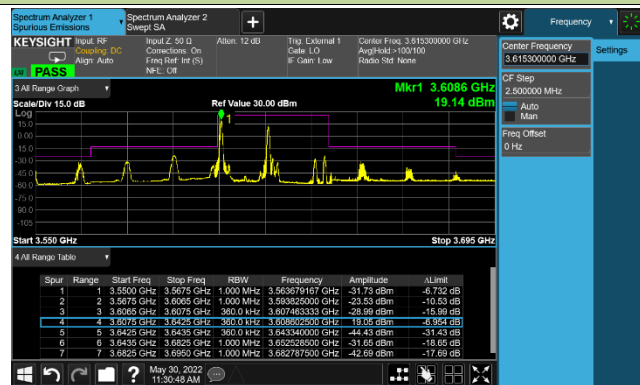 Spectrum Analyzer 1
Spurious Emissions
Spectrum Analyzer 2
Swept SA
+
Frequency
KEYSIGHT
Input: RF
Coupling: DC
Align: Auto
Input Z: 50 Ω
Corrections: On
Freq Ref: Int (S)
NFE: Off
Atten: 12 dB
Trig: External 1
Gate: LO
IF Gain: Low
Center Freq: 3.615300000 GHz
Avg|Hold:>100/100
Radio Std: None
PASS
Center Frequency
3.615300000 GHz
Settings
CF Step
2.500000 MHz
Auto
Man
Freq Offset
0 Hz
3 All Range Graph
Mkr1 3.6086 GHz
19.14 dBm
Scale/Div 15.0 dB
Ref Value 30.00 dBm
Log
15.0
0.00
-15.0
-30.0
-45.0
-60.0
-75.0
-90.0
-105
1
Start 3.550 GHz
Stop 3.695 GHz
4 All Range Table
Spur Range Start Freq Stop Freq RBW Frequency Amplitude ΔLimit
1 1 3.5500 GHz 3.5675 GHz 1.000 MHz 3.563679167 GHz -31.73 dBm -6.732 dB
2 2 3.5675 GHz 3.6065 GHz 1.000 MHz 3.593825000 GHz -23.53 dBm -10.53 dB
3 3 3.6065 GHz 3.6075 GHz 360.0 kHz 3.607463333 GHz -28.99 dBm -15.99 dB
4 4 3.6075 GHz 3.6425 GHz 360.0 kHz 3.608602500 GHz 19.05 dBm -6.954 dB
5 5 3.6425 GHz 3.6435 GHz 360.0 kHz 3.643340000 GHz -44.43 dBm -31.43 dB
6 6 3.6435 GHz 3.6825 GHz 1.000 MHz 3.652528500 GHz -31.65 dBm -18.65 dB
7 7 3.6825 GHz 3.6950 GHz 1.000 MHz 3.682787500 GHz -42.69 dBm -17.69 dB
May 30, 2022
11:30:48 AM